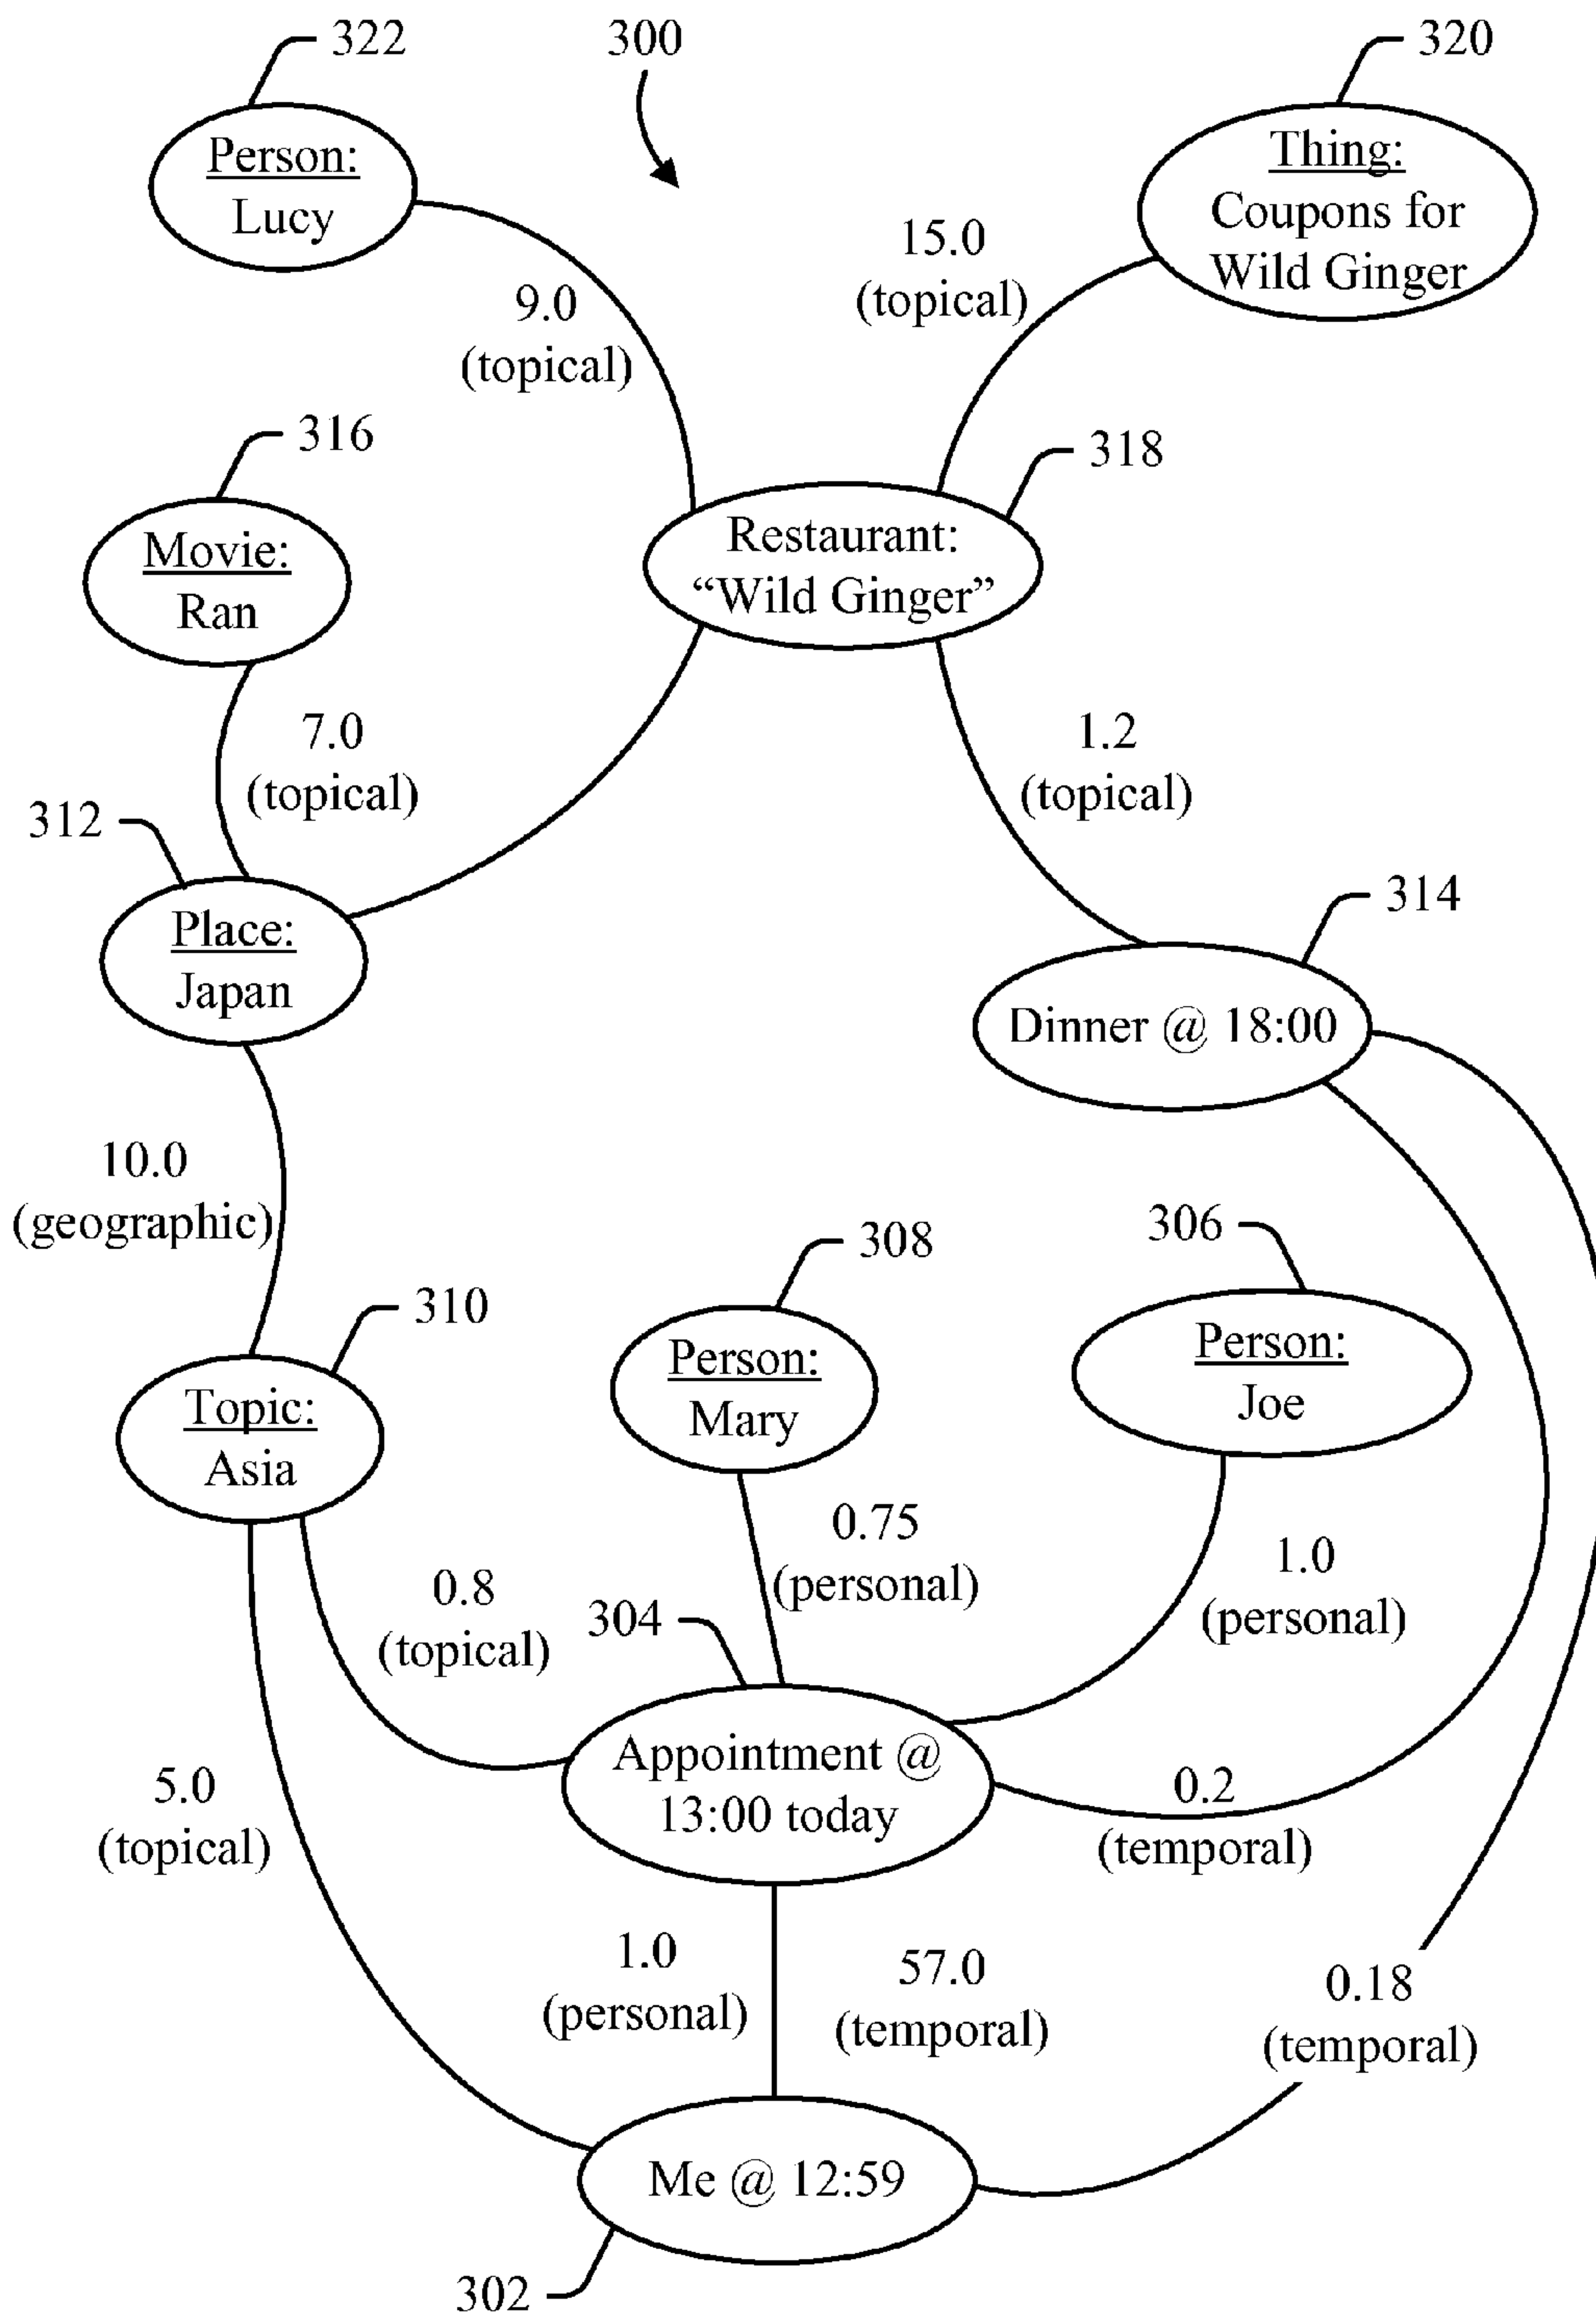 322
300
320
Person:
Lucy
Thing:
Coupons for
Wild Ginger
15.0
(topical)
9.0
(topical)
316
318
Movie:
Ran
Restaurant:
“Wild Ginger”
7.0
(topical)
1.2
(topical)
312
314
Place:
Japan
Dinner @ 18:00
10.0
(geographic)
308
306
310
Person:
Mary
Person:
Joe
Topic:
Asia
0.75
(personal)
1.0
(personal)
0.8
(topical)
304
Appointment @
13:00 today
5.0
(topical)
0.2
(temporal)
1.0
(personal)
57.0
(temporal)
0.18
(temporal)
Me @ 12:59
302